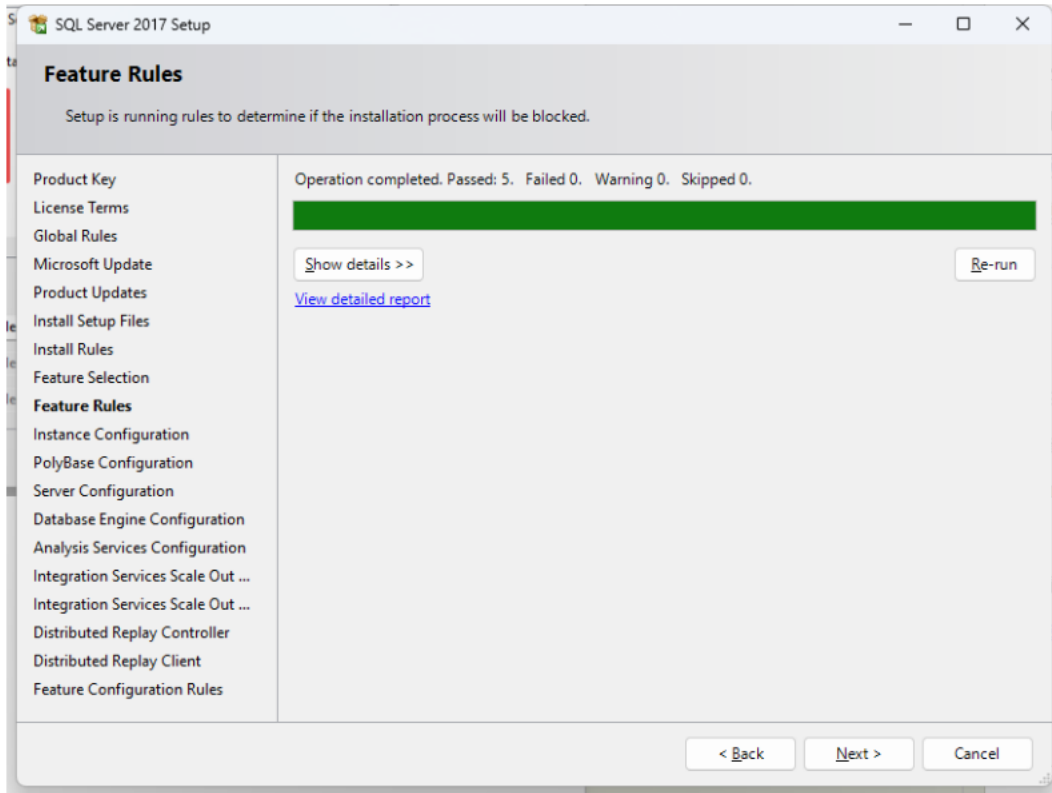 SQL Server 2017 Setup
Feature Rules
Setup is running rules to determine if the installation process will be blocked.
Product Key
License Terms
Global Rules
Microsoft Update
Product Updates
Install Setup Files
Install Rules
Feature Selection
Feature Rules
Instance Configuration
PolyBase Configuration
Server Configuration
Database Engine Configuration
Analysis Services Configuration
Integration Services Scale Out ...
Integration Services Scale Out ...
Distributed Replay Controller
Distributed Replay Client
Feature Configuration Rules
Operation completed. Passed: 5. Failed 0. Warning 0. Skipped 0.
Show details >>
Re-run
View detailed report
< Back
Next >
Cancel